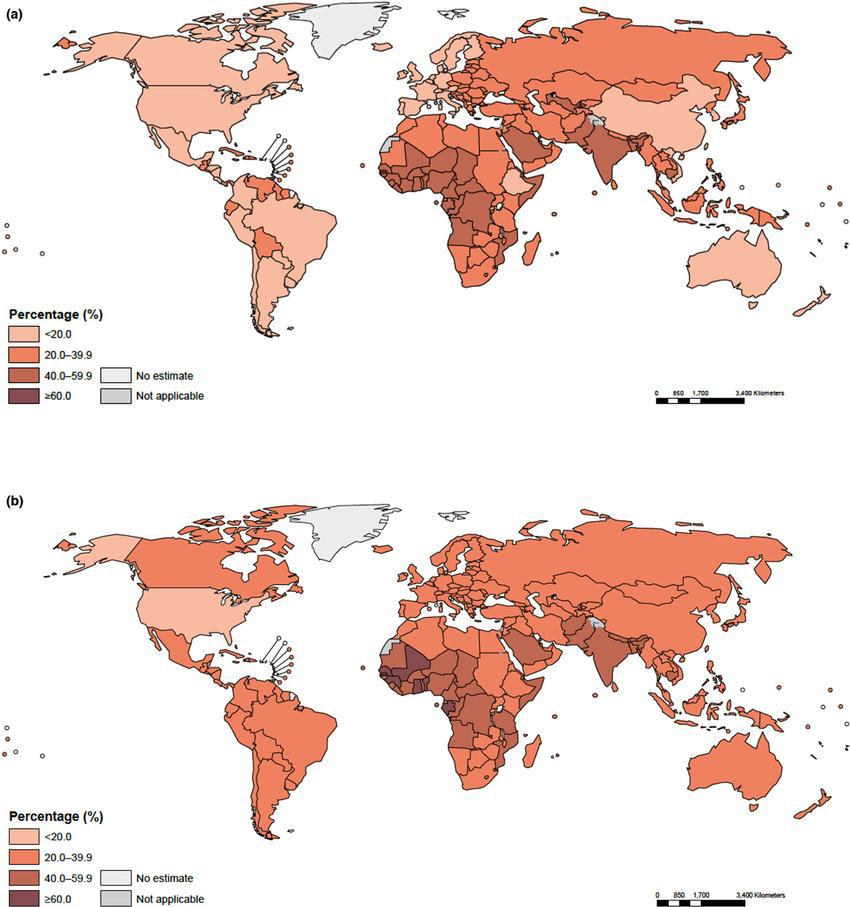 (a)
Percentage (%)
<20.0
20.0–39.9
40.0–59.9 No estimate
≥60.0 Not applicable
0 850 1,700 3,400 Kilometers
(b)
Percentage (%)
<20.0
20.0–39.9
40.0–59.9 No estimate
≥60.0 Not applicable
0 850 1,700 3,400 Kilometers